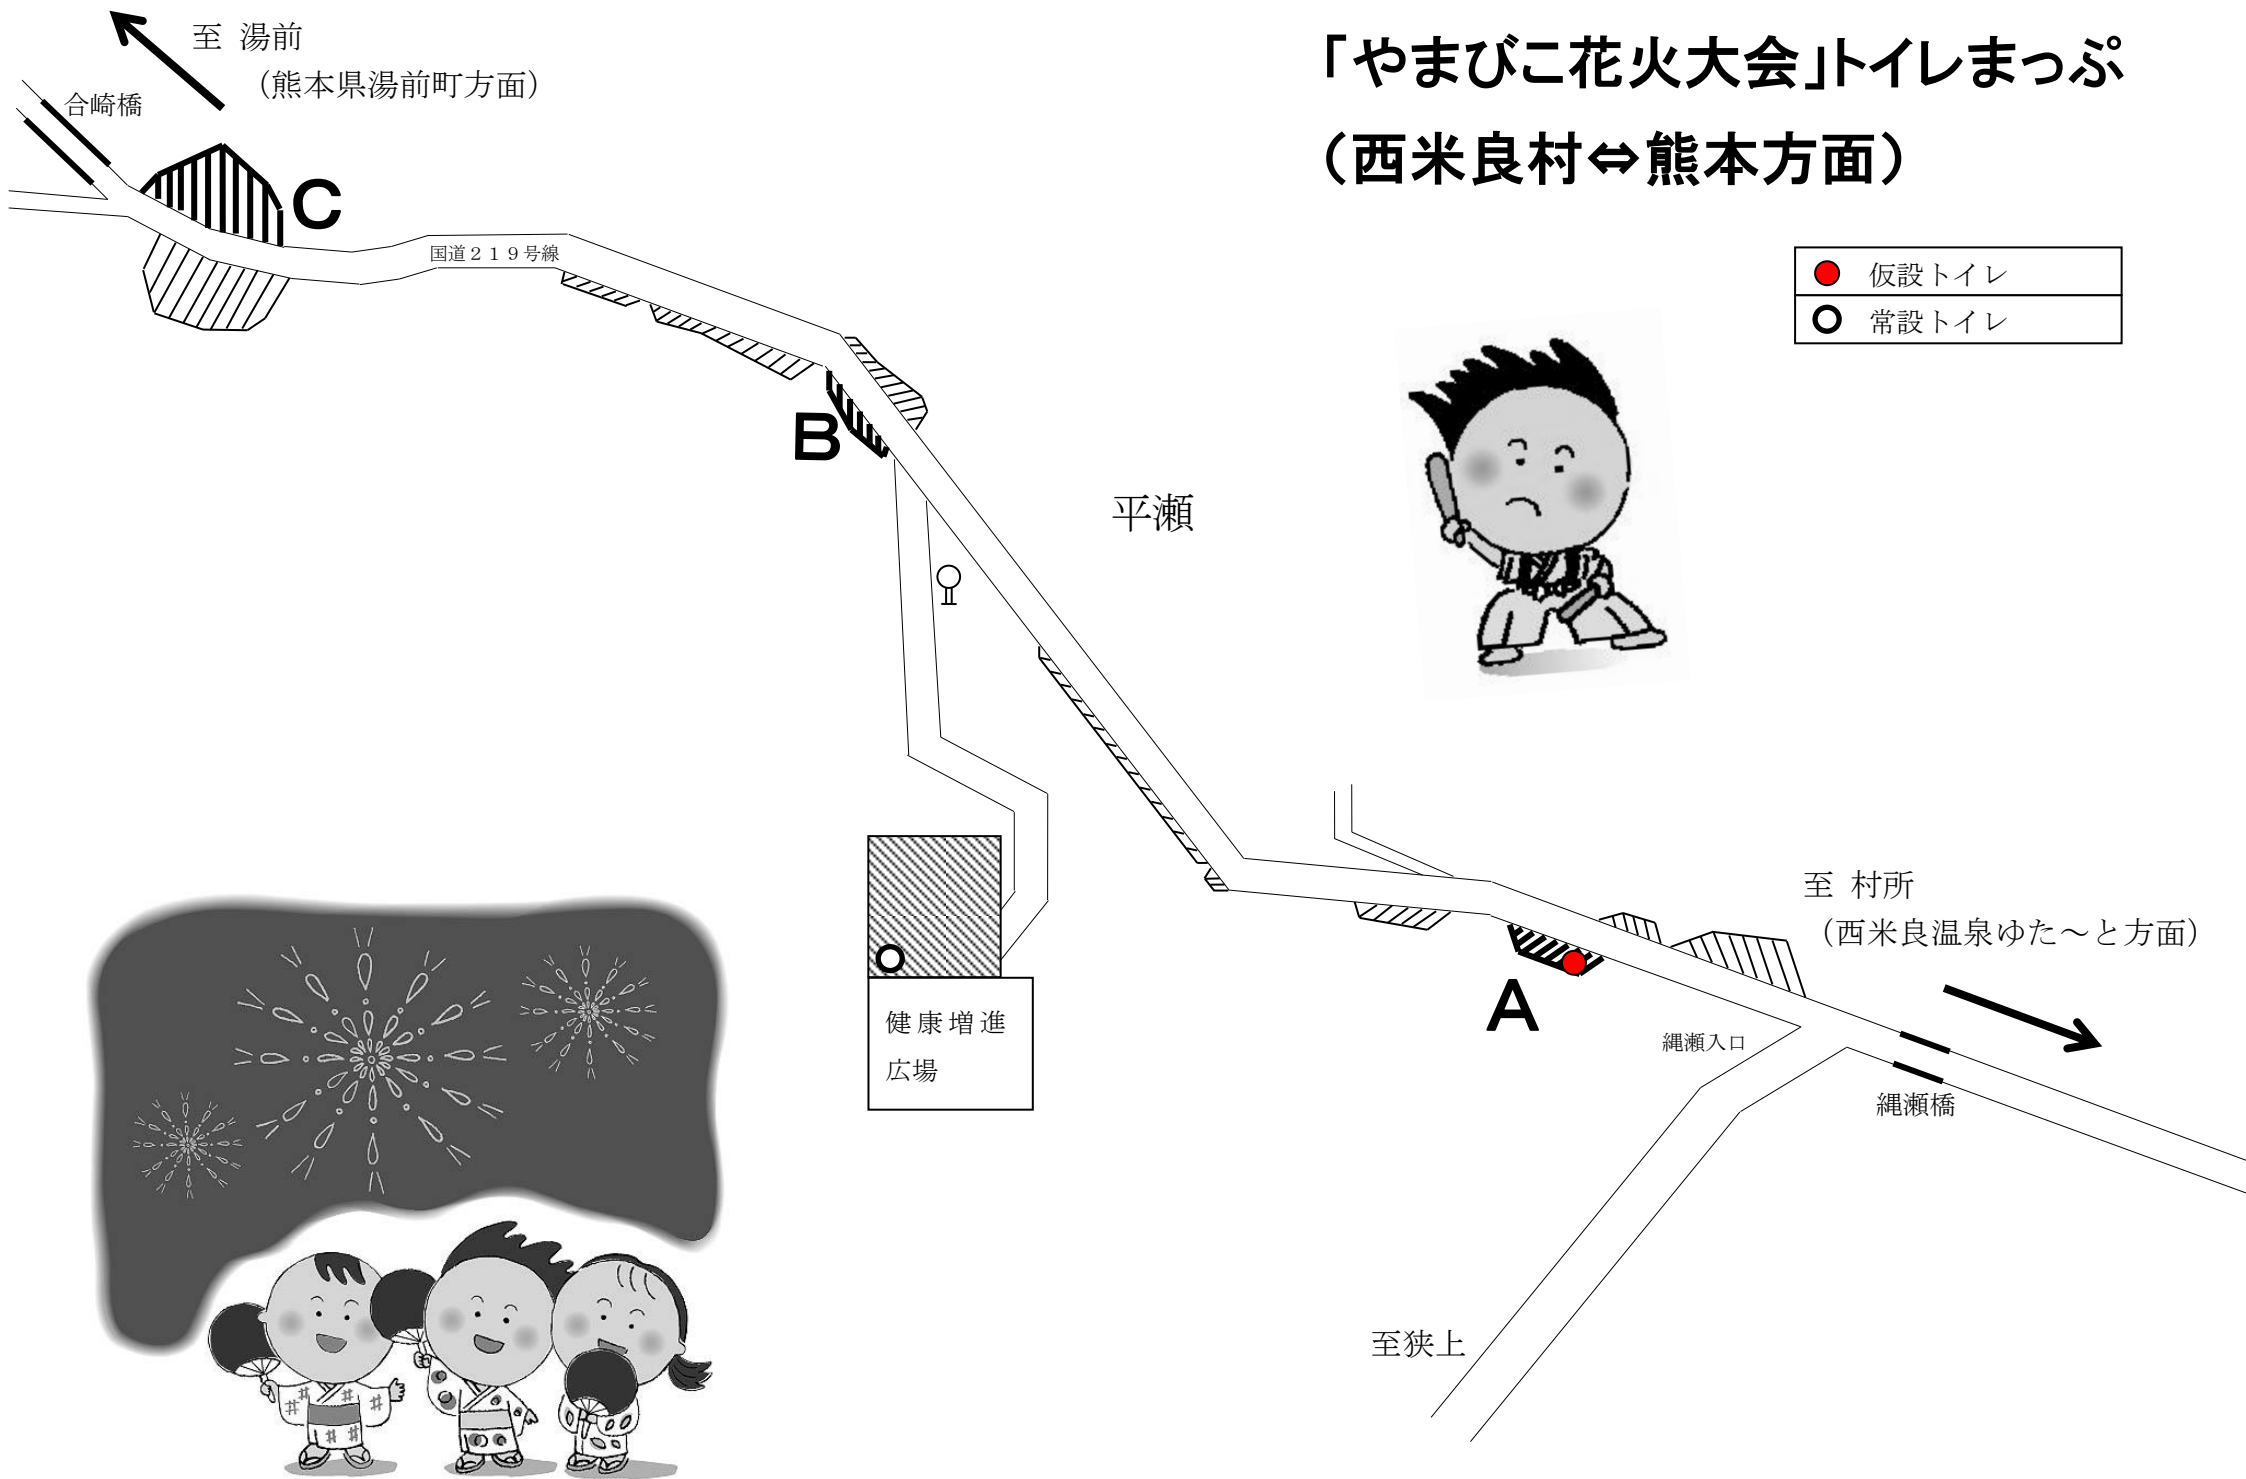 「やまびこ花火大会」トイレまっぷ
（西米良村⇔熊本方面）
至 湯前
（熊本県湯前町方面）
合崎橋
C
国道２１９号線
仮設トイレ
常設トイレ
B
平瀬
至 村所
（西米良温泉ゆた～と方面）
A
縄瀬入口
縄瀬橋
健康増進
広場
至狭上